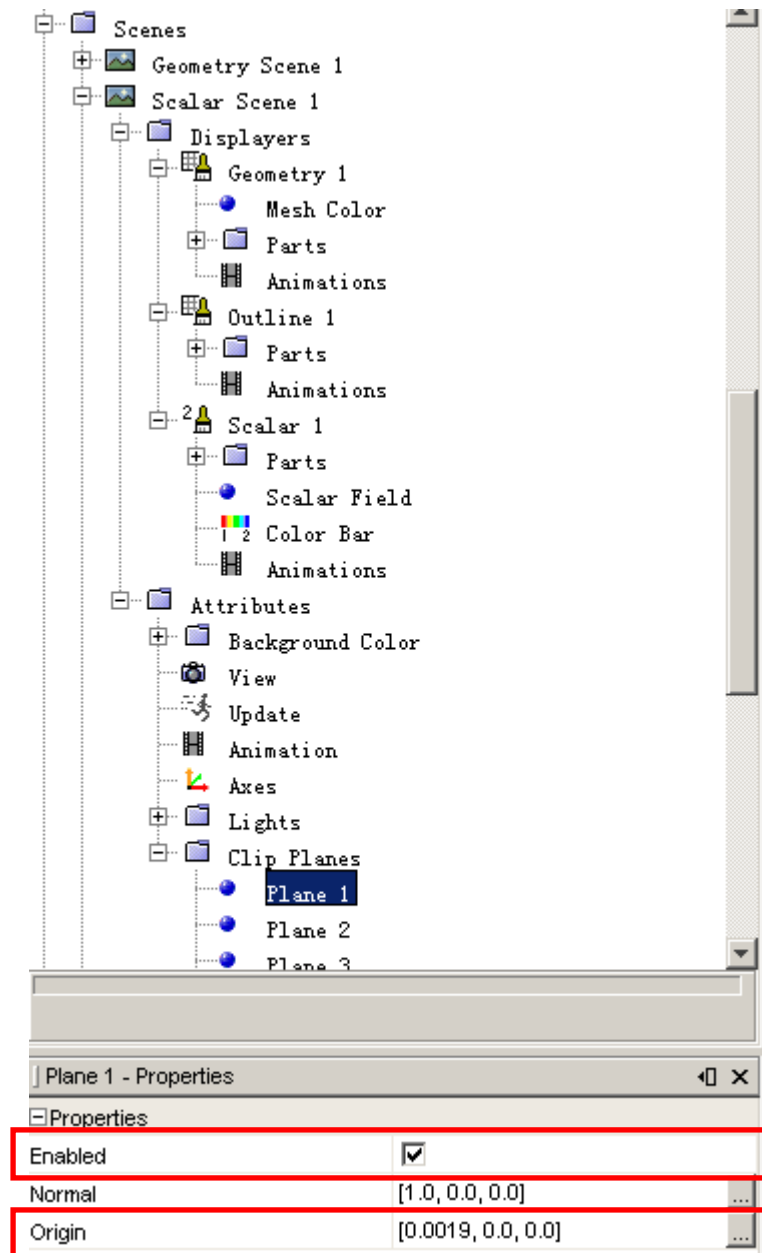 Scenes
Geometry Scene 1
Scalar Scene 1
Displayers
Geometry 1
Mesh Color
Parts
Animations
Outline 1
Parts
Animations
2 Scalar 1
Parts
Scalar Field
1 2 Color Bar
Animations
Attributes
Background Color
View
Update
Animation
Axes
Lights
Clip Planes
Plane 1
Plane 2
Plane 3
Plane 1 - Properties
Properties
Enabled
Normal [1.0, 0.0, 0.0] ...
Origin [0.0019, 0.0, 0.0] ...